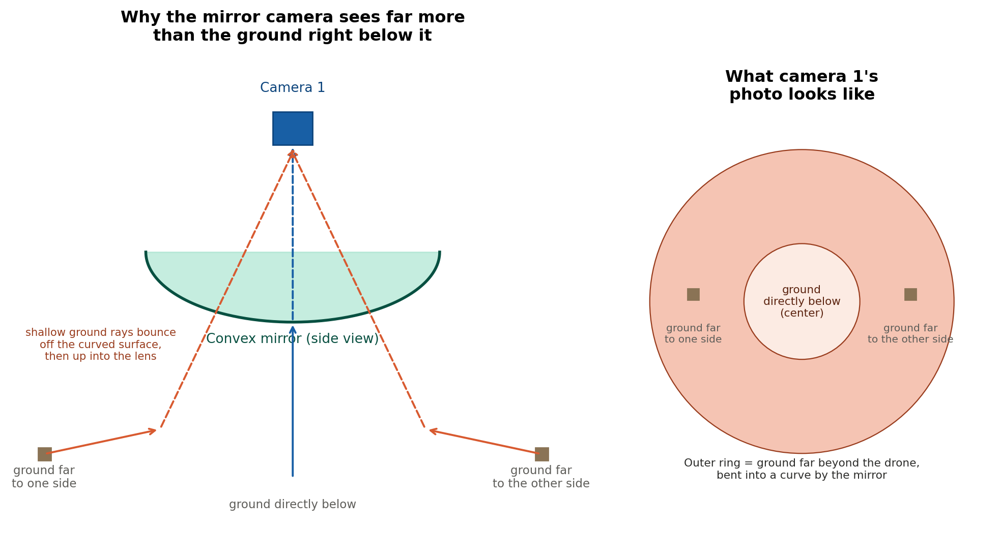 Why the mirror camera sees far more
than the ground right below it
Camera 1
Convex mirror (side view)
shallow ground rays bounce
off the curved surface,
then up into the lens
ground far
to one side
ground directly below
ground far
to the other side
What camera 1's
photo looks like
ground
directly below
(center)
ground far
to one side
ground far
to the other side
Outer ring = ground far beyond the drone,
bent into a curve by the mirror